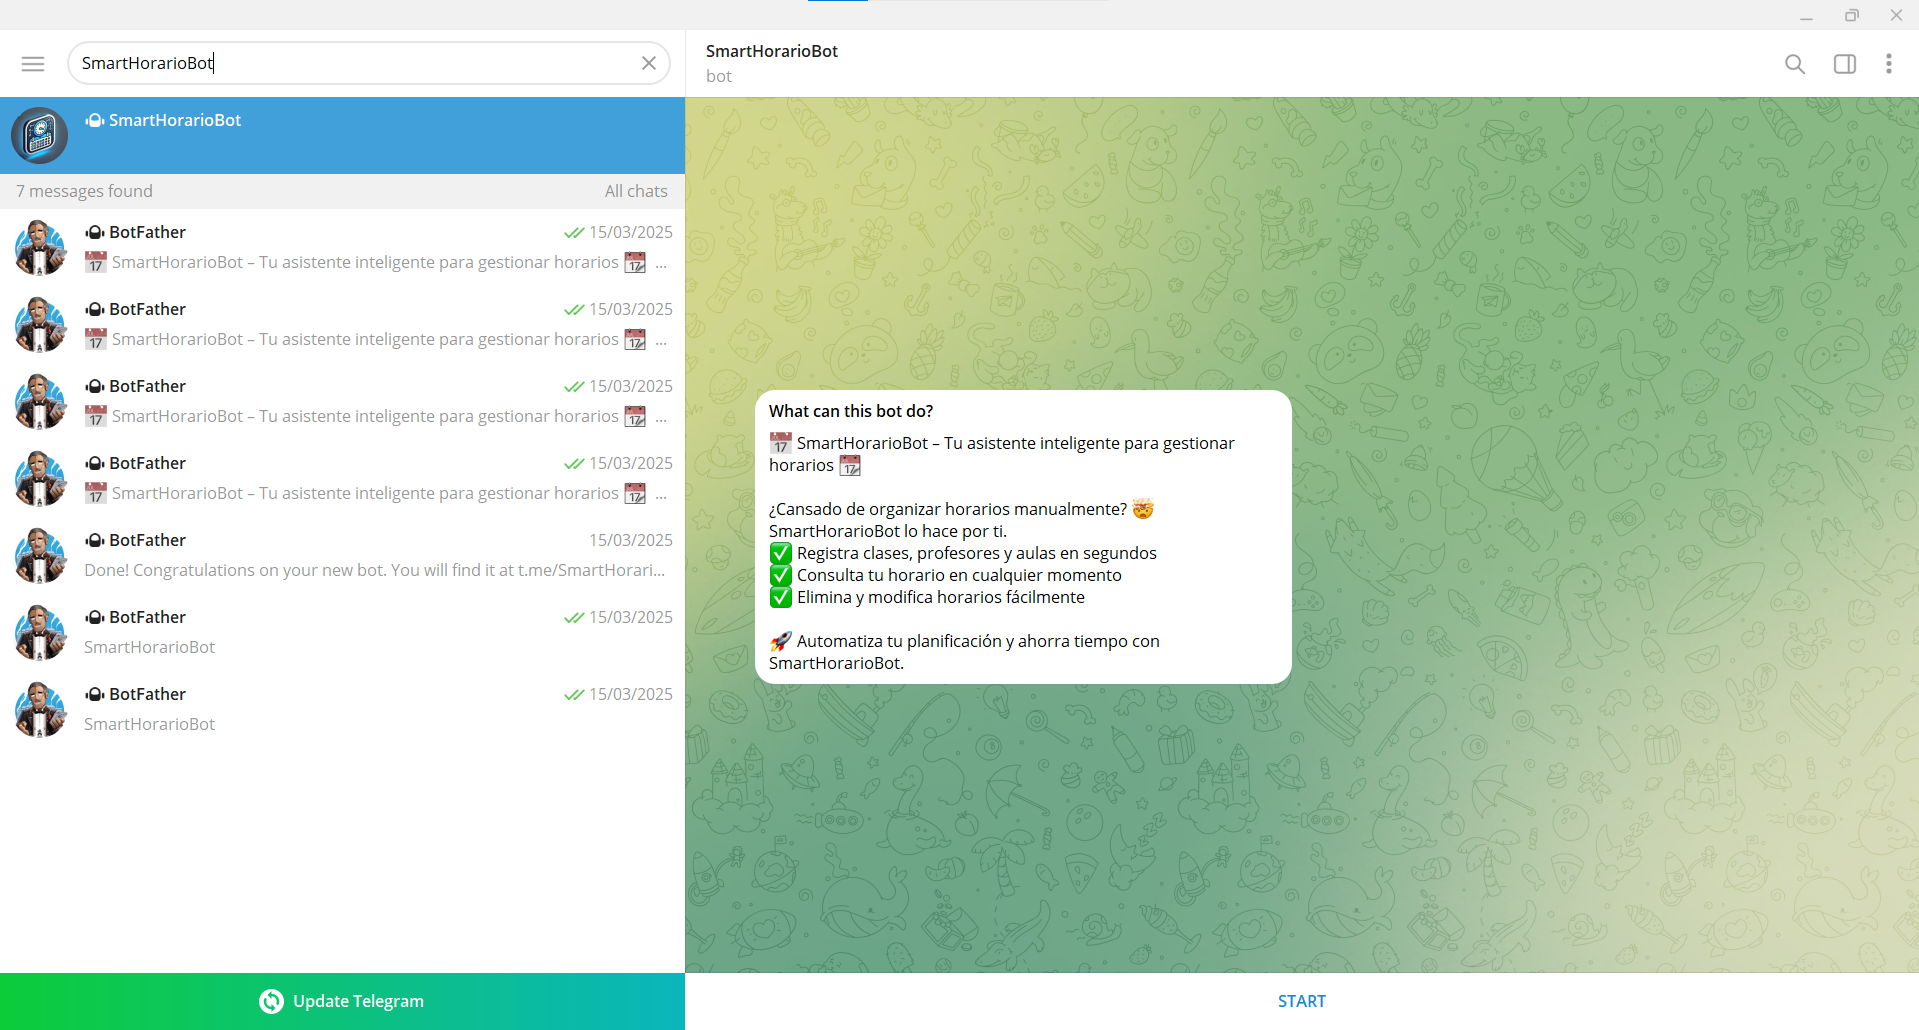 SmartHorarioBot
SmartHorarioBot
7 messages found All chats
BotFather 15/03/2025
📅 SmartHorarioBot – Tu asistente inteligente para gestionar horarios 📆 ...
BotFather 15/03/2025
📅 SmartHorarioBot – Tu asistente inteligente para gestionar horarios 📆 ...
BotFather 15/03/2025
📅 SmartHorarioBot – Tu asistente inteligente para gestionar horarios 📆 ...
BotFather 15/03/2025
📅 SmartHorarioBot – Tu asistente inteligente para gestionar horarios 📆 ...
BotFather 15/03/2025
Done! Congratulations on your new bot. You will find it at t.me/SmartHorari...
BotFather 15/03/2025
SmartHorarioBot
BotFather 15/03/2025
SmartHorarioBot
Update Telegram
SmartHorarioBot
bot
What can this bot do?
📅 SmartHorarioBot – Tu asistente inteligente para gestionar
horarios 📆
¿Cansado de organizar horarios manualmente? 🤯
SmartHorarioBot lo hace por ti.
✅ Registra clases, profesores y aulas en segundos
✅ Consulta tu horario en cualquier momento
✅ Elimina y modifica horarios fácilmente
🚀 Automatiza tu planificación y ahorra tiempo con
SmartHorarioBot.
START